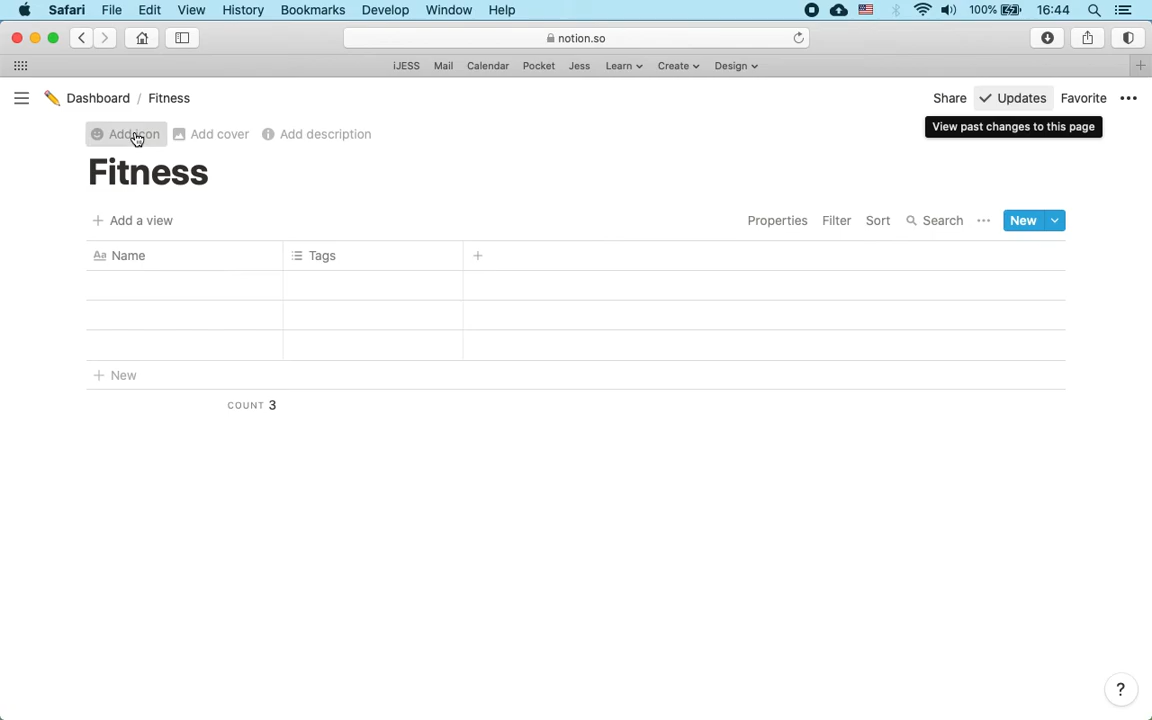 Safari File Edit View History Bookmarks Develop Window Help 100% 16:44
notion.so
iJESS Mail Calendar Pocket Jess Learn Create Design
Dashboard / Fitness Share Updates Favorite
View past changes to this page
Add icon Add cover Add description
Fitness
Add a view Properties Filter Sort Search New
Aa Name Tags
New
COUNT 3
?